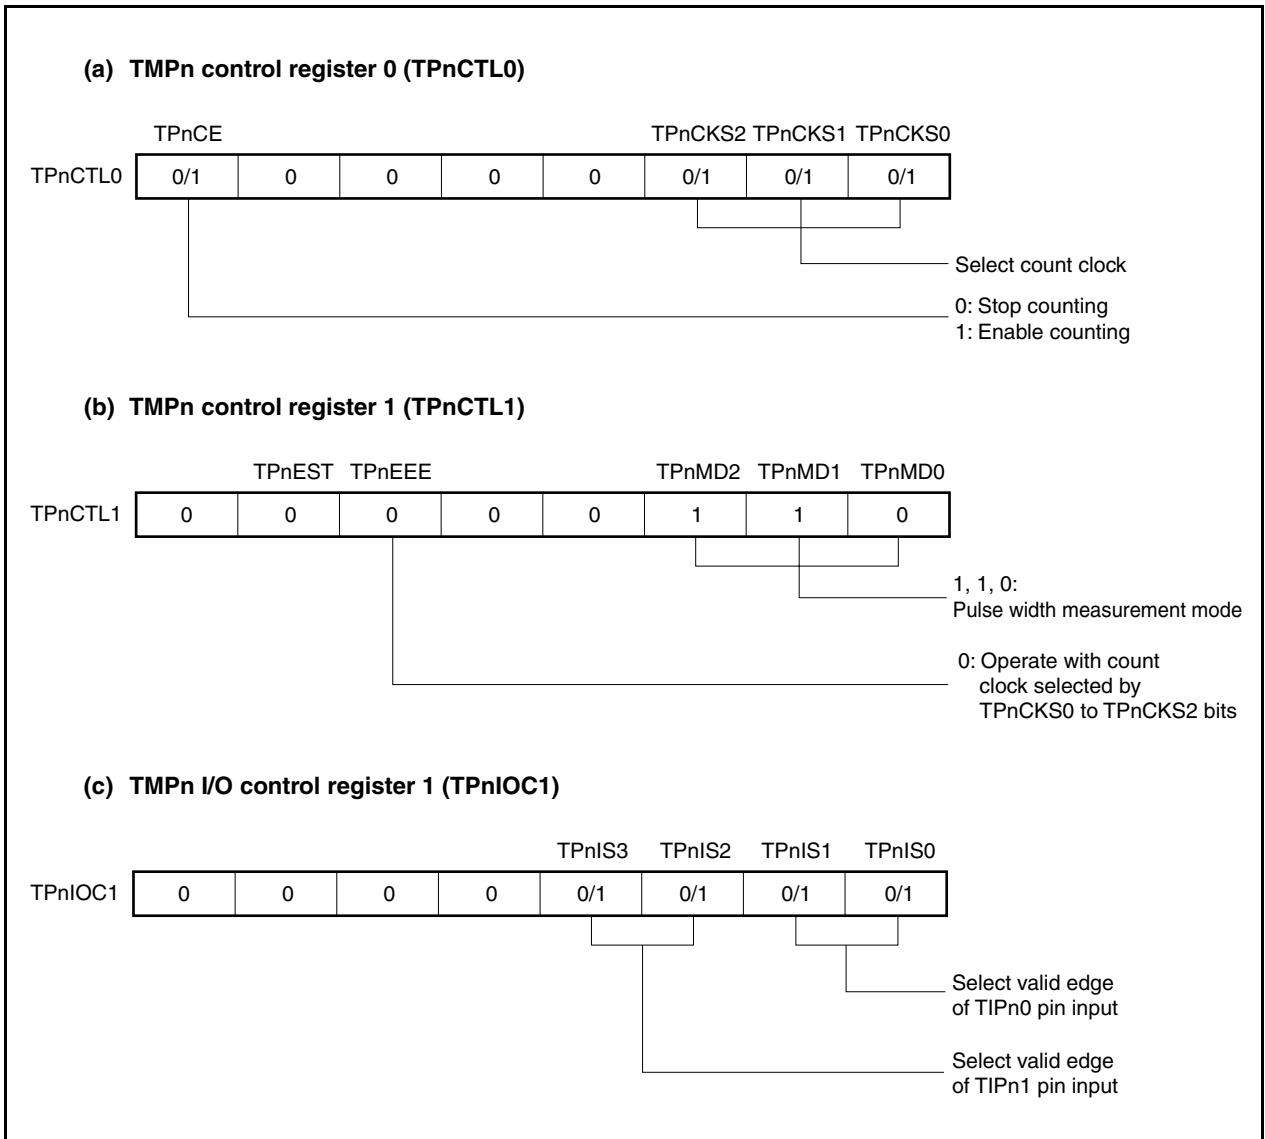 (a) TMPn control register 0 (TPnCTL0)
TPnCE TPnCKS2 TPnCKS1 TPnCKS0
TPnCTL0 0/1 0 0 0 0 0/1 0/1 0/1
Select count clock
0: Stop counting
1: Enable counting
(b) TMPn control register 1 (TPnCTL1)
TPnEST TPnEEE TPnMD2 TPnMD1 TPnMD0
TPnCTL1 0 0 0 0 0 1 1 0
1, 1, 0:
Pulse width measurement mode
0: Operate with count
clock selected by
TPnCKS0 to TPnCKS2 bits
(c) TMPn I/O control register 1 (TPnIOC1)
TPnIS3 TPnIS2 TPnIS1 TPnIS0
TPnIOC1 0 0 0 0 0/1 0/1 0/1 0/1
Select valid edge
of TIPn0 pin input
Select valid edge
of TIPn1 pin input